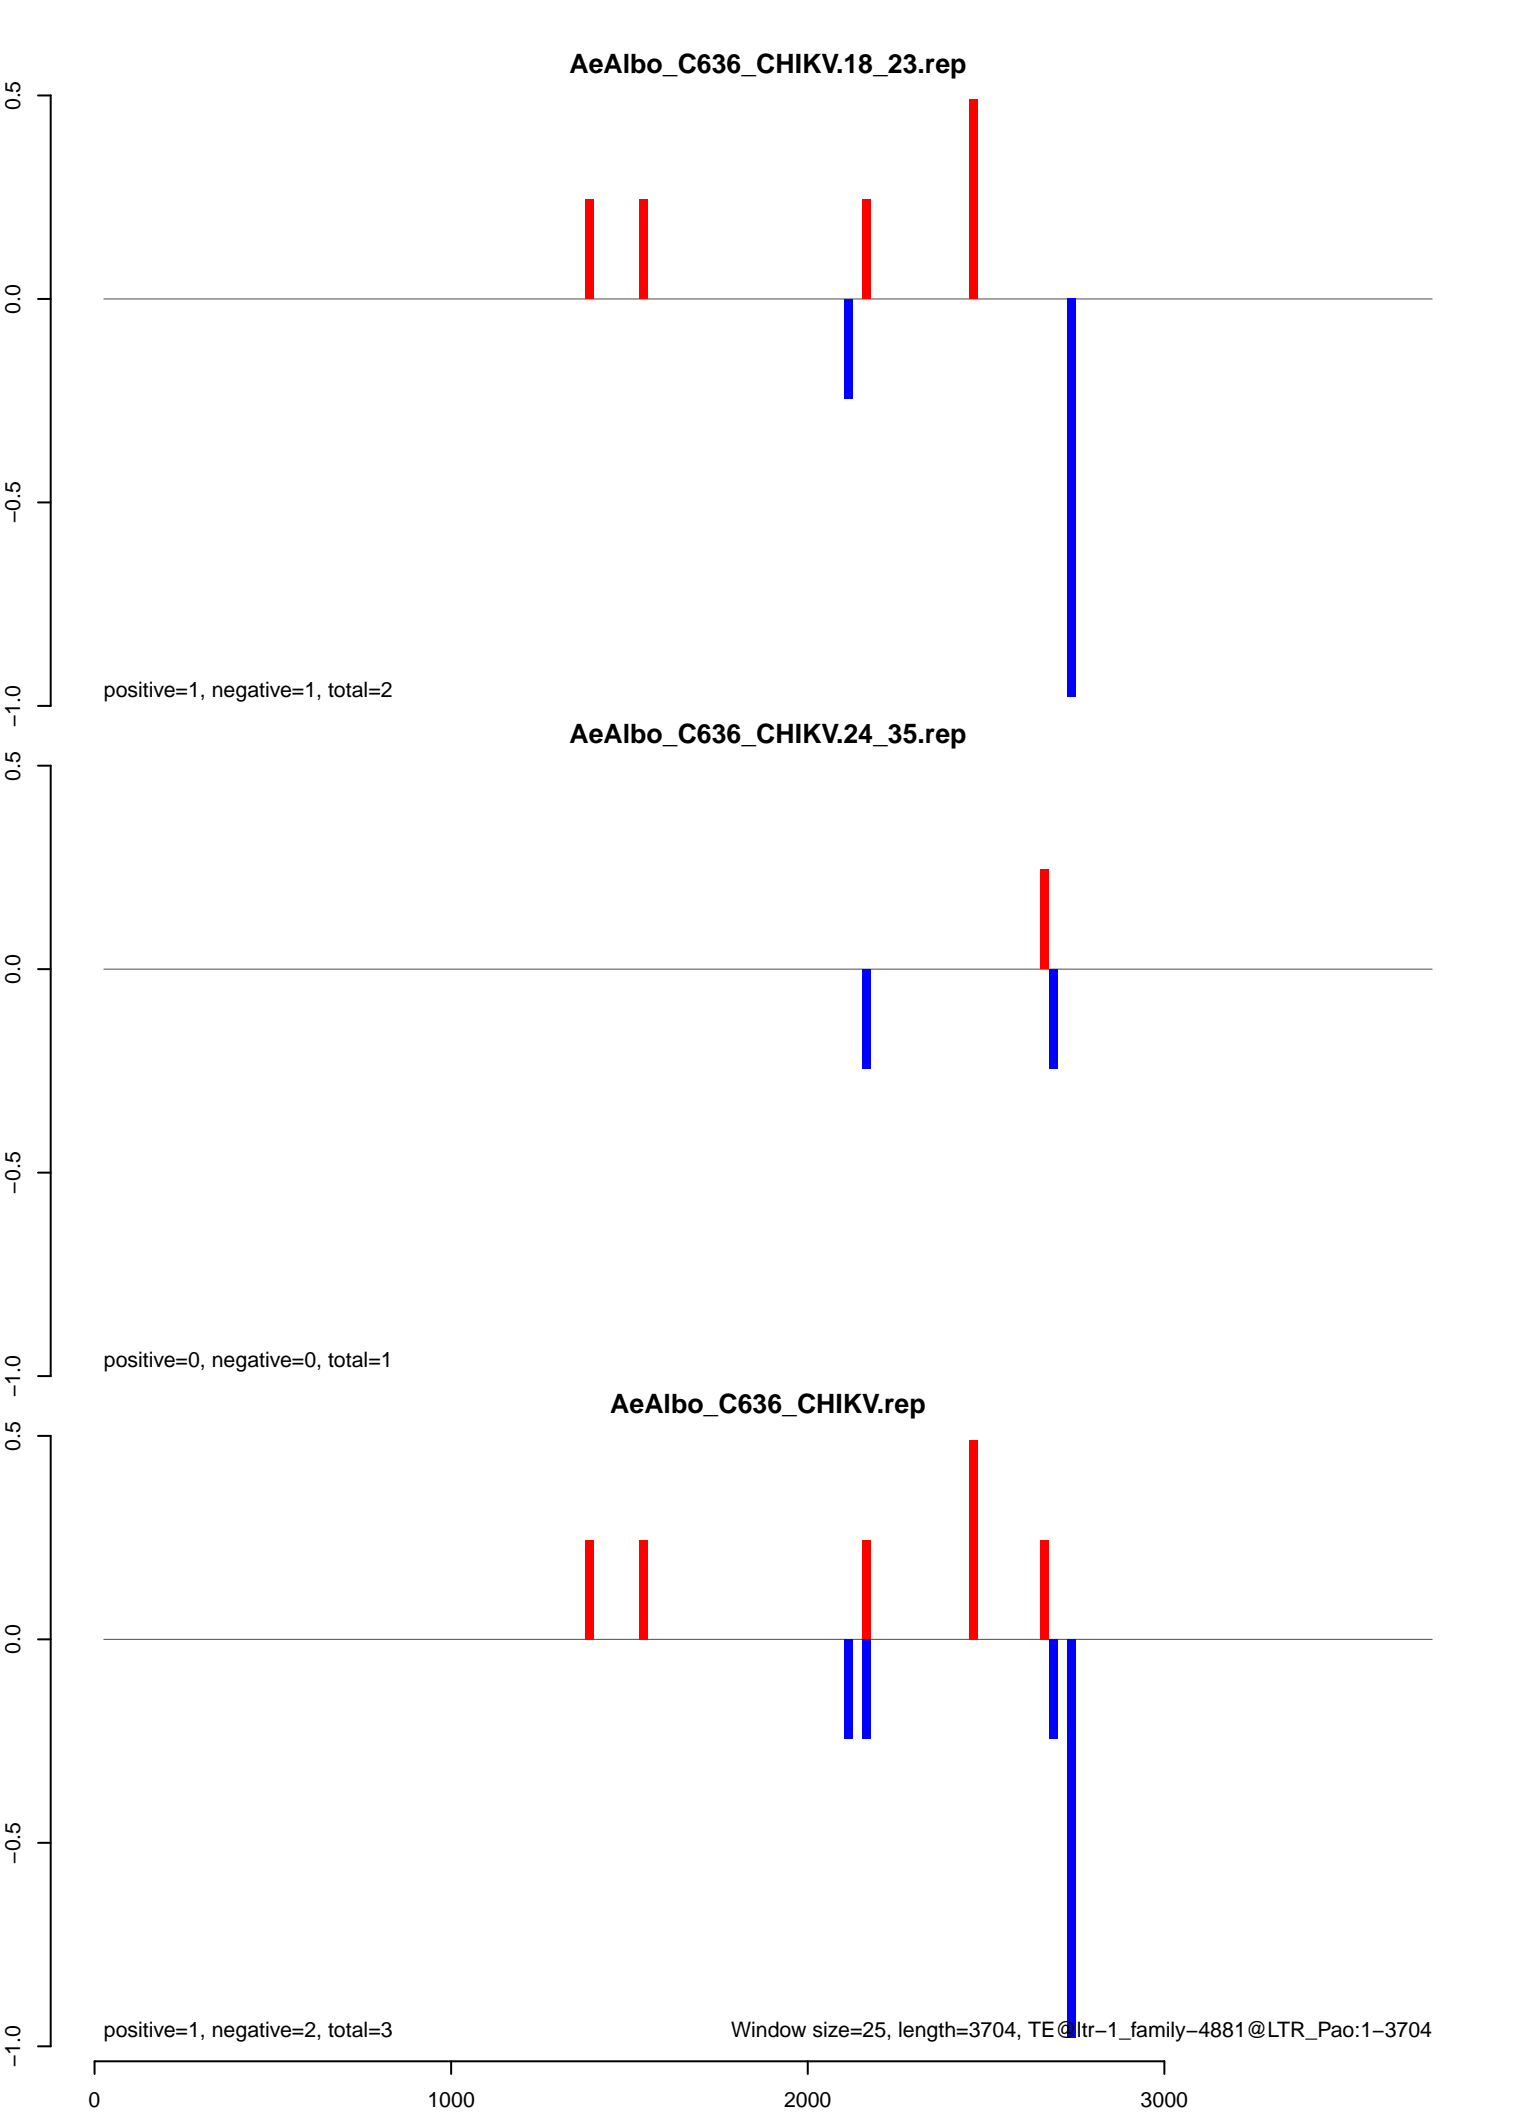 AeAlbo_C636_CHIKV.18_23.rep
0.5
0.0
−0.5
−1.0
positive=1, negative=1, total=2
AeAlbo_C636_CHIKV.24_35.rep
0.5
0.0
−0.5
−1.0
positive=0, negative=0, total=1
AeAlbo_C636_CHIKV.rep
0.5
0.0
−0.5
−1.0
positive=1, negative=2, total=3
Window size=25, length=3704, TE@ltr−1_family−4881@LTR_Pao:1−3704
0 1000 2000 3000